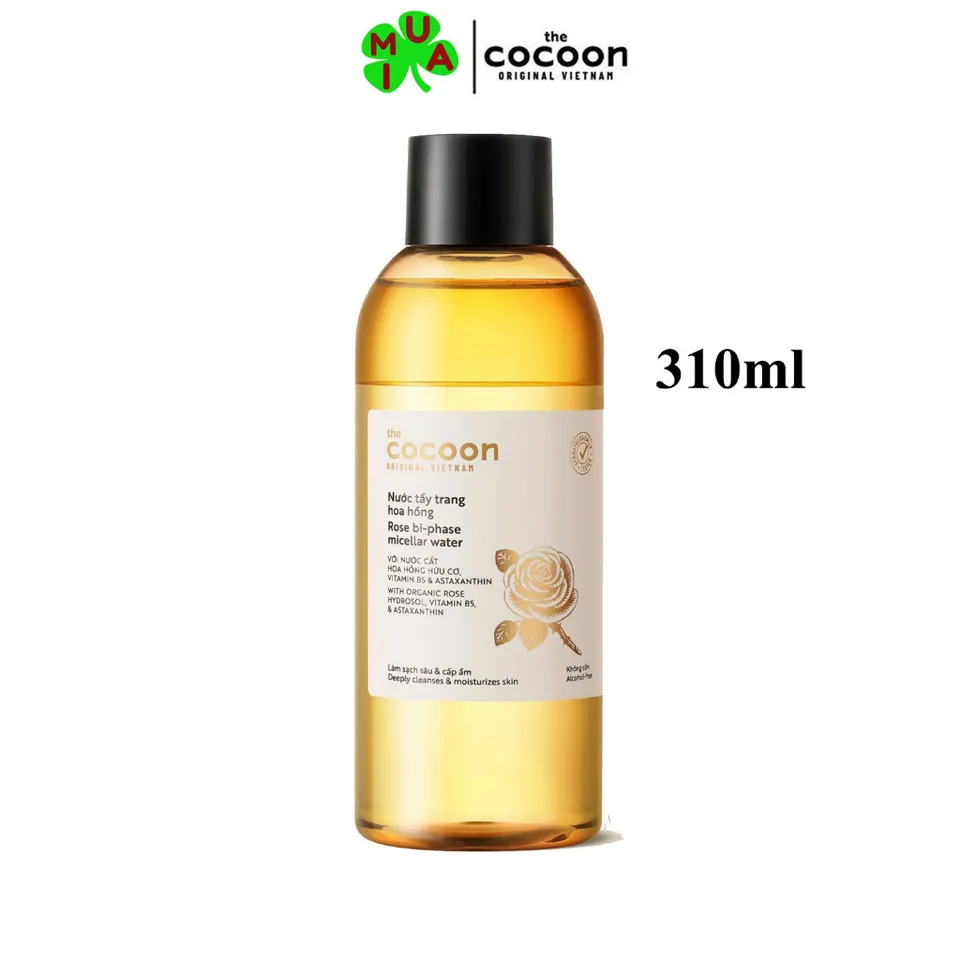 MUAI
the
cocoon
ORIGINAL VIETNAM
310ml
the
cocoon
ORIGINAL VIETNAM
Nước tẩy trang
hoa hồng
Rose bi-phase
micellar water
VỚI NƯỚC CẤT
HOA HỒNG HỮU CƠ,
VITAMIN B5 & ASTAXANTHIN
WITH ORGANIC ROSE
HYDROSOL, VITAMIN B5,
& ASTAXANTHIN
Làm sạch sâu & cấp ẩm
Deeply cleanses & moisturizes skin
Không cồn
Alcohol-free